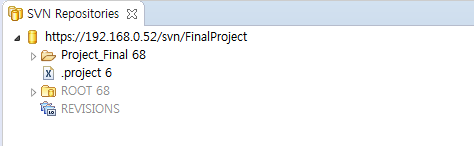 SVN Repositories
https://192.168.0.52/svn/FinalProject
Project_Final 68
.project 6
ROOT 68
REVISIONS